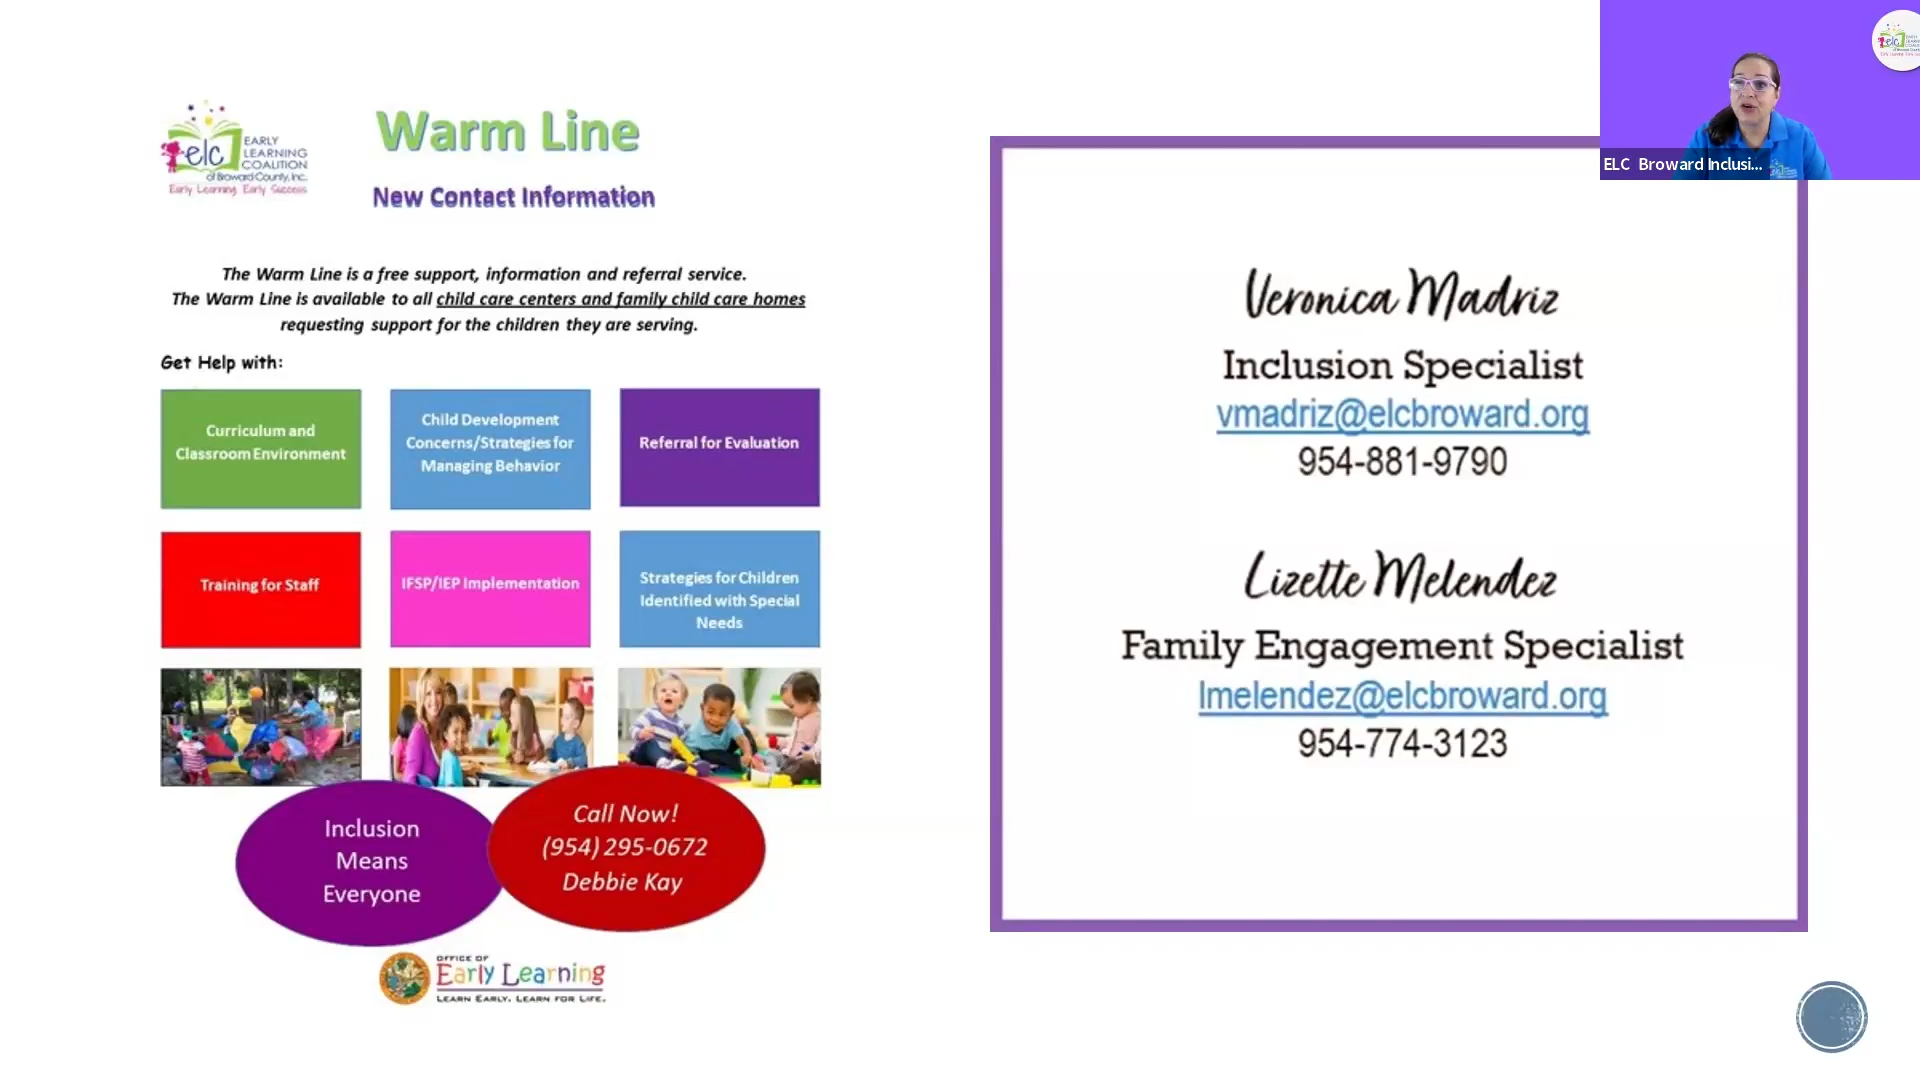 elc
EARLY
LEARNING
COALITION
of Broward County, Inc.
Early Learning. Early Success
Warm Line
New Contact Information
The Warm Line is a free support, information and referral service.
The Warm Line is available to all child care centers and family child care homes
requesting support for the children they are serving.
Get Help with:
Curriculum and
Classroom Environment
Child Development
Concerns/Strategies for
Managing Behavior
Referral for Evaluation
Training for Staff
IFSP/IEP Implementation
Strategies for Children
Identified with Special
Needs
Inclusion
Means
Everyone
Call Now!
(954) 295-0672
Debbie Kay
OFFICE OF
Early Learning
LEARN EARLY. LEARN FOR LIFE.
Veronica Madriz
Inclusion Specialist
vmadriz@elcbroward.org
954-881-9790
Lizette Melendez
Family Engagement Specialist
lmelendez@elcbroward.org
954-774-3123
ELC Broward Inclusi...